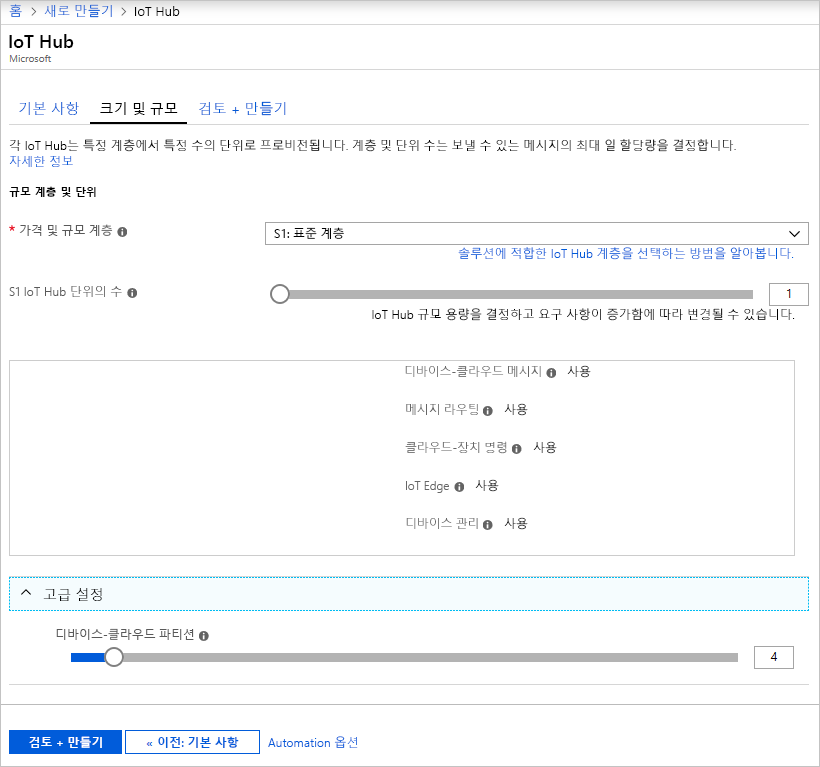 홈 > 새로 만들기 > IoT Hub
IoT Hub
Microsoft
기본 사항 크기 및 규모 검토 + 만들기
각 IoT Hub는 특정 계층에서 특정 수의 단위로 프로비전됩니다. 계층 및 단위 수는 보낼 수 있는 메시지의 최대 일 할당량을 결정합니다.
자세한 정보
규모 계층 및 단위
* 가격 및 규모 계층 S1: 표준 계층
솔루션에 적합한 IoT Hub 계층을 선택하는 방법을 알아봅니다.
S1 IoT Hub 단위의 수 1
IoT Hub 규모 용량을 결정하고 요구 사항이 증가함에 따라 변경될 수 있습니다.
디바이스-클라우드 메시지 사용
메시지 라우팅 사용
클라우드-장치 명령 사용
IoT Edge 사용
디바이스 관리 사용
고급 설정
디바이스-클라우드 파티션
4
검토 + 만들기 « 이전: 기본 사항 Automation 옵션